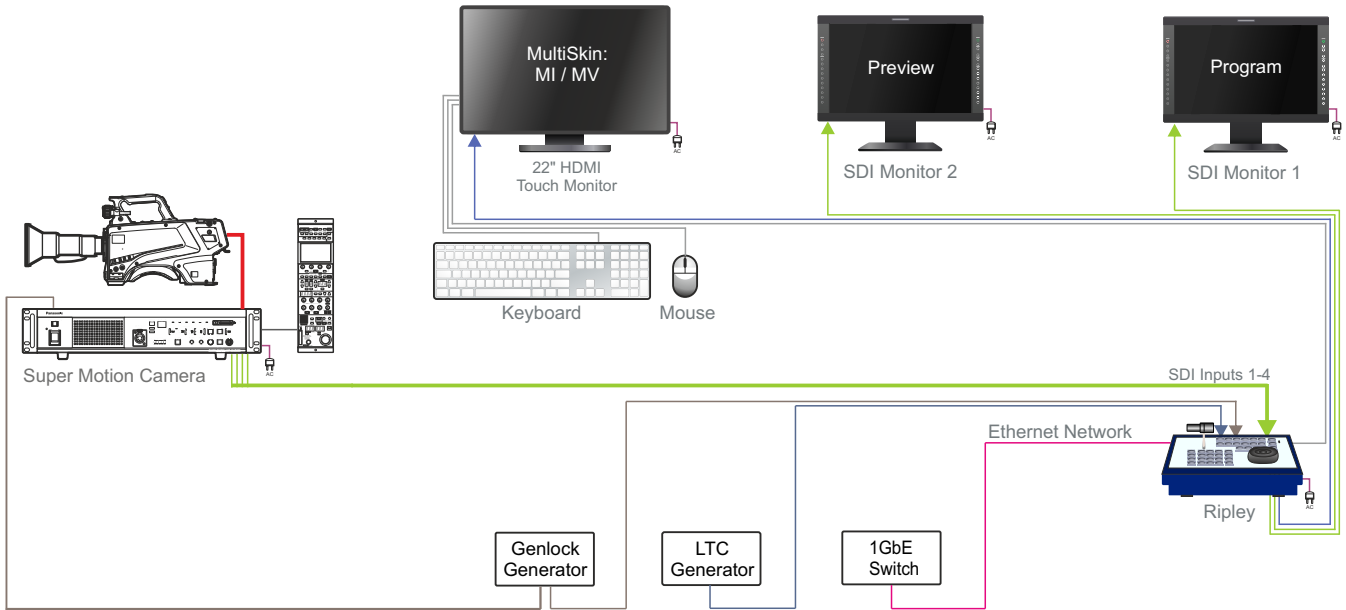 MultiSkin:
MI / MV
Preview
Program
AC
AC
AC
22" HDMI
Touch Monitor
SDI Monitor 2
SDI Monitor 1
Keyboard
Mouse
Panasonic
AC
Super Motion Camera
SDI Inputs 1-4
Ethernet Network
AC
Ripley
Genlock
Generator
LTC
Generator
1GbE
Switch